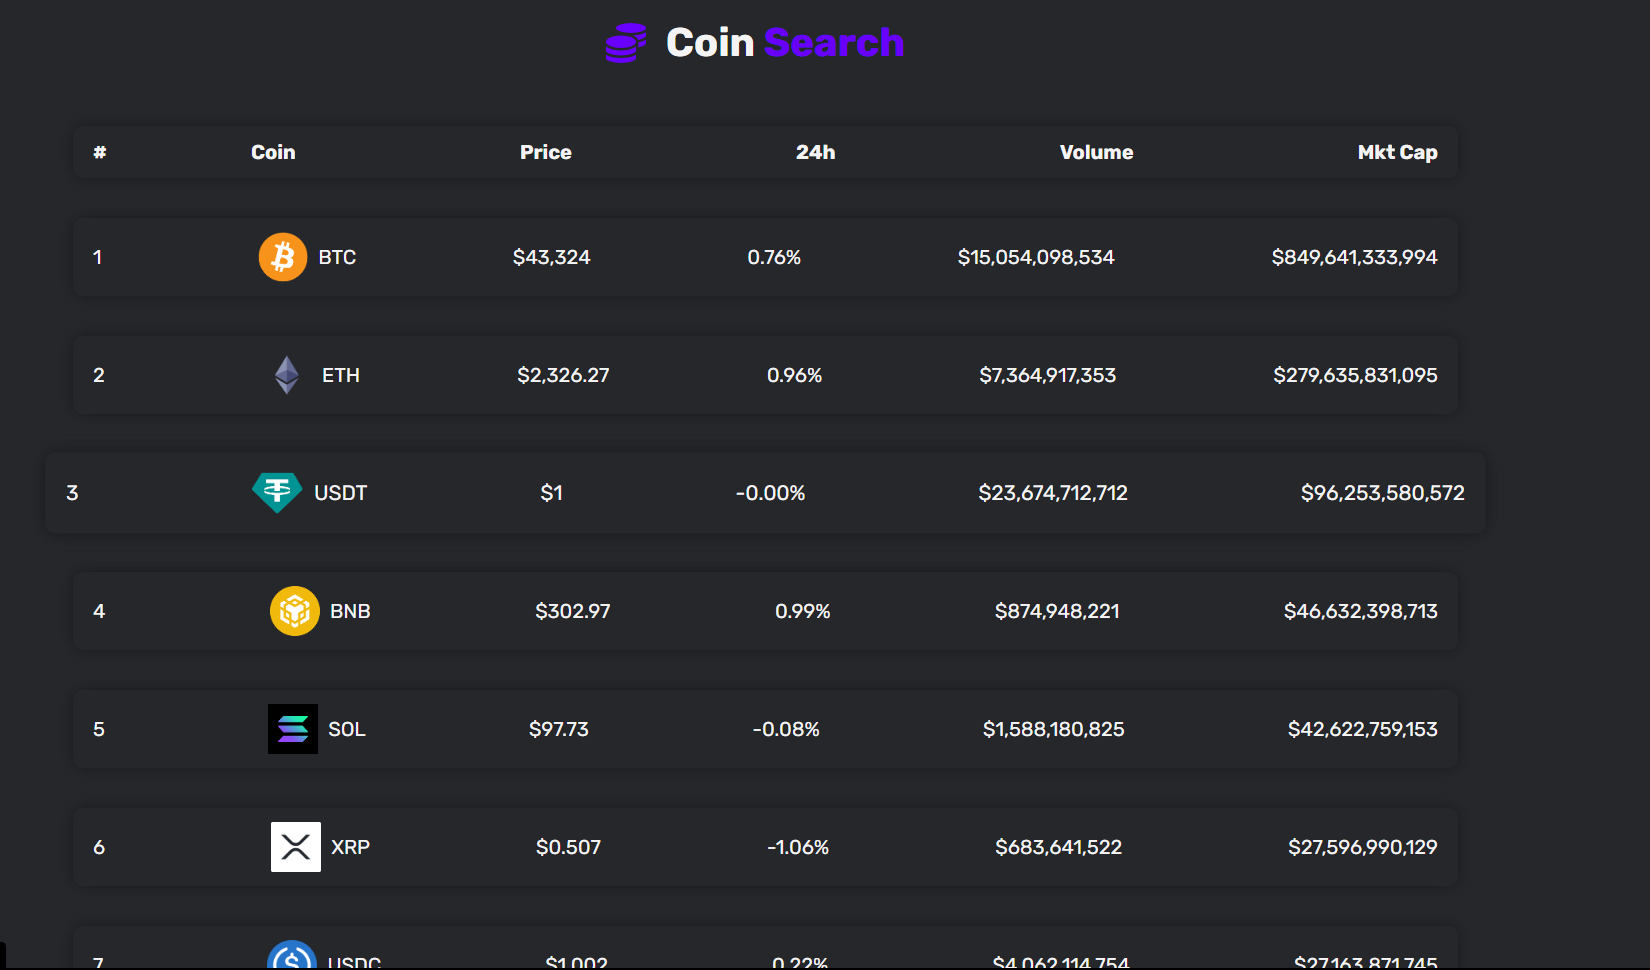 Coin Search
# Coin Price 24h Volume Mkt Cap
1 BTC $43,324 0.76% $15,054,098,534 $849,641,333,994
2 ETH $2,326.27 0.96% $7,364,917,353 $279,635,831,095
3 USDT $1 -0.00% $23,674,712,712 $96,253,580,572
4 BNB $302.97 0.99% $874,948,221 $46,632,398,713
5 SOL $97.73 -0.08% $1,588,180,825 $42,622,759,153
6 XRP $0.507 -1.06% $683,641,522 $27,596,990,129
7 USDC $1.002 0.22% $4,062,114,754 $27,163,871,745